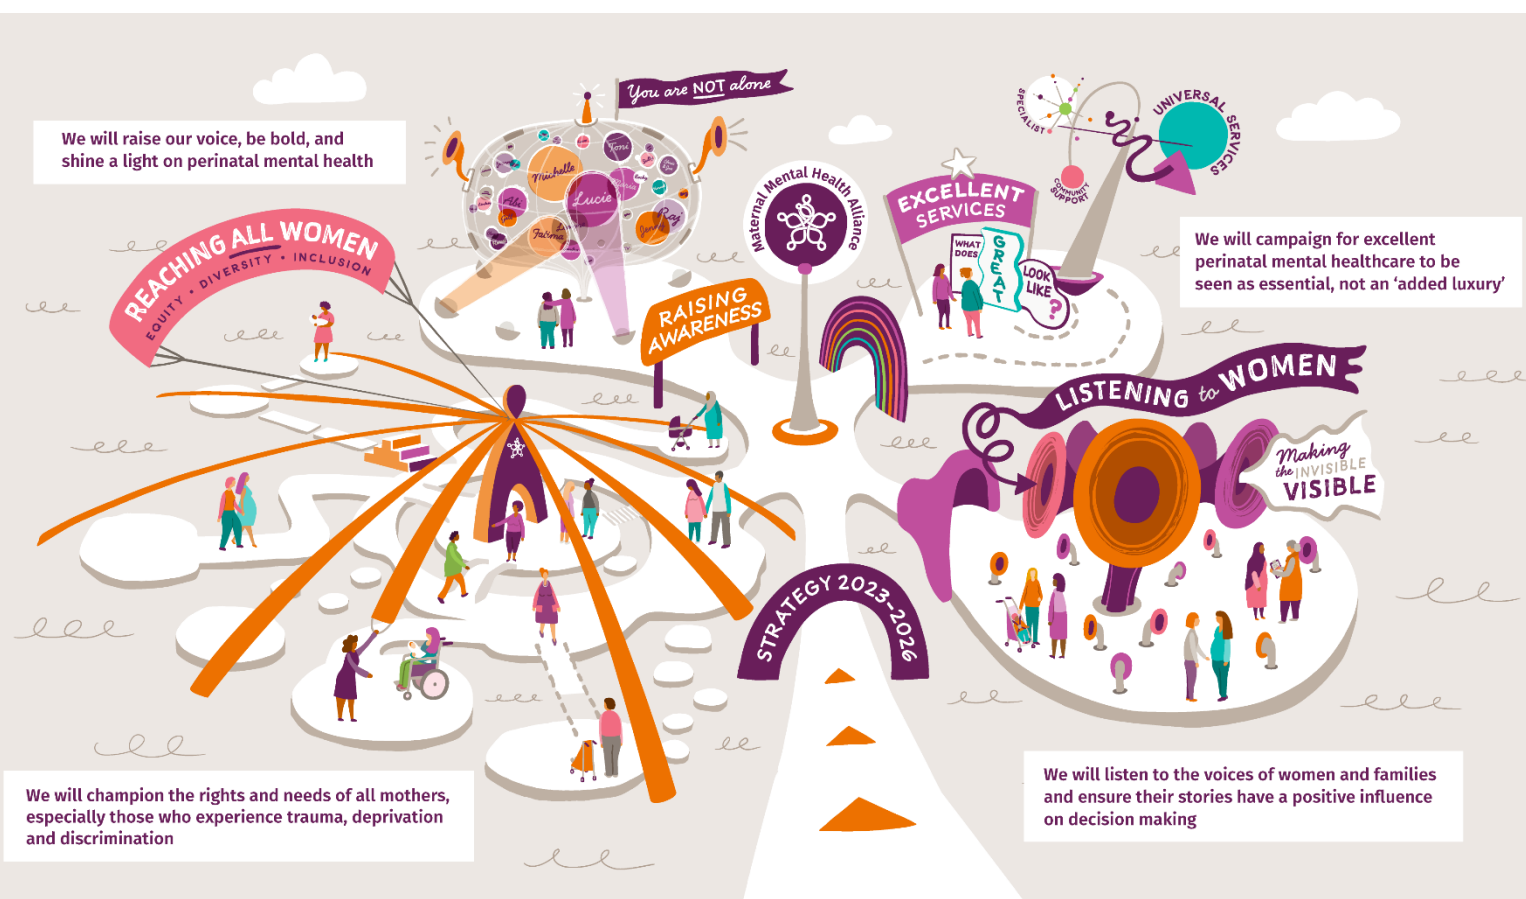 We will raise our voice, be bold, and
shine a light on perinatal mental health
You are NOT alone
Toni
Michelle
Lucie
Abi
Raj
Fatima
Jenny
Maternal Mental Health Alliance
EXCELLENT
SERVICES
WHAT
DOES
GREAT
LOOK
LIKE
?
SPECIALIST
COMMUNITY
SUPPORT
UNIVERSAL SERVICES
We will campaign for excellent
perinatal mental healthcare to be
seen as essential, not an ‘added luxury’
REACHING ALL WOMEN
EQUITY • DIVERSITY • INCLUSION
RAISING
AWARENESS
LISTENING to WOMEN
Making
the INVISIBLE
VISIBLE
STRATEGY 2023-2026
We will champion the rights and needs of all mothers,
especially those who experience trauma, deprivation
and discrimination
We will listen to the voices of women and families
and ensure their stories have a positive influence
on decision making